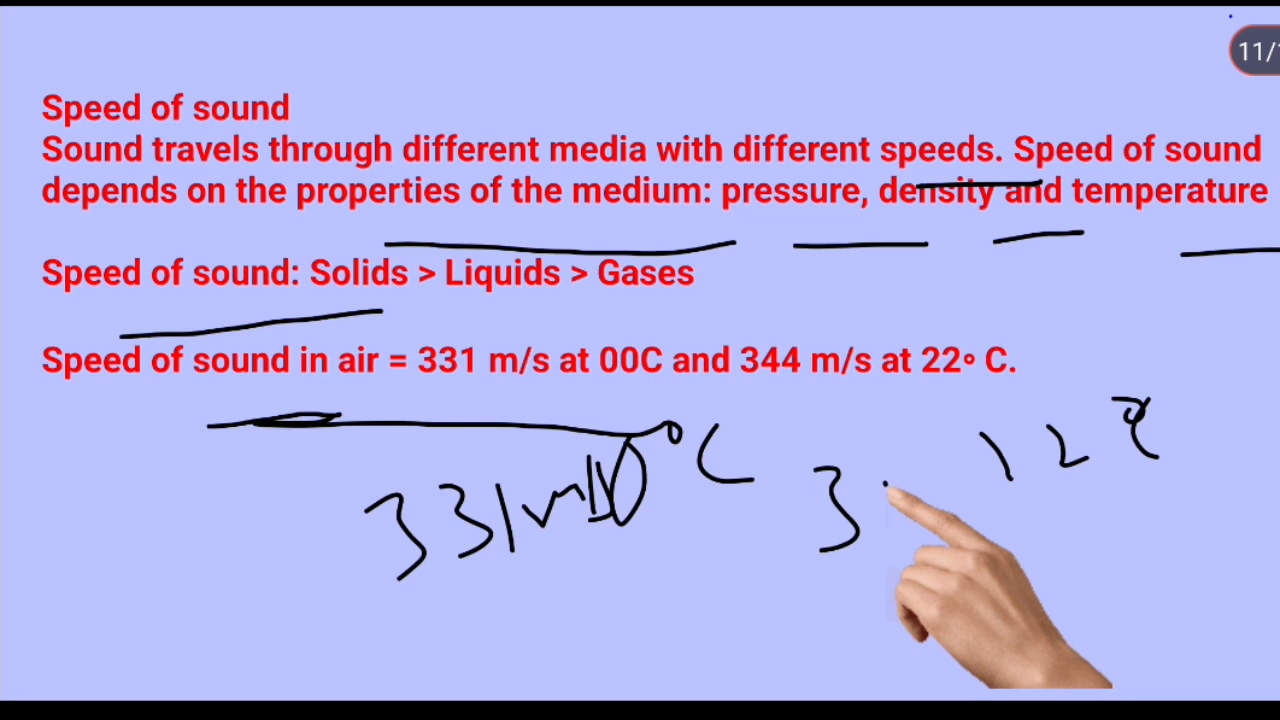 11/
Speed of sound
Sound travels through different media with different speeds. Speed of sound
depends on the properties of the medium: pressure, density and temperature
Speed of sound: Solids > Liquids > Gases
Speed of sound in air = 331 m/s at 00C and 344 m/s at 22∘ C.
331m 0°C 3